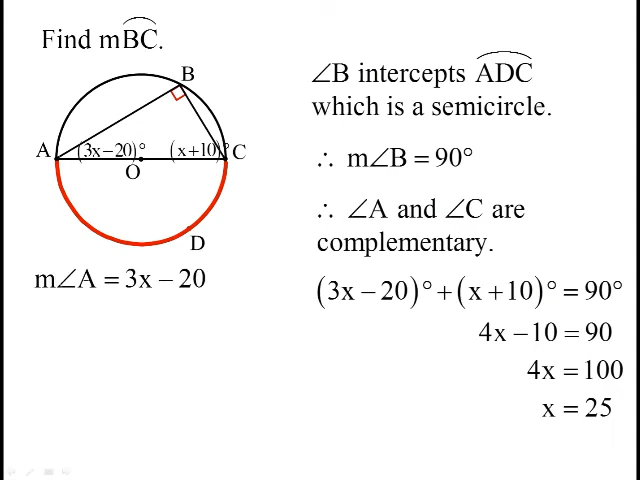 Find mBC.
∠B intercepts ADC
which is a semicircle.
∴ m∠B = 90°
∴ ∠A and ∠C are
complementary.
B
A
(3x−20)°
(x+10)°
C
O
D
m∠A = 3x − 20
(3x − 20)° + (x + 10)° = 90°
4x − 10 = 90
4x = 100
x = 25